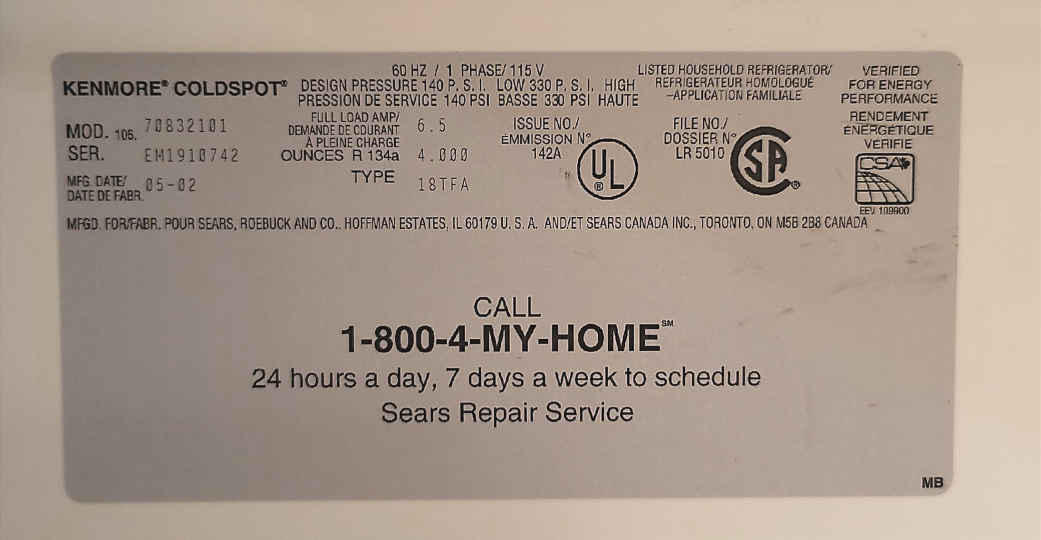 KENMORE® COLDSPOT®
60 HZ / 1 PHASE/ 115 V
DESIGN PRESSURE 140 P. S. I. LOW 330 P. S. I. HIGH
PRESSION DE SERVICE 140 PSI BASSE 330 PSI HAUTE
LISTED HOUSEHOLD REFRIGERATOR/
REFRIGERATEUR HOMOLOGUÉ
-APPLICATION FAMILIALE
VERIFIED
FOR ENERGY
PERFORMANCE
RENDEMENT
ÉNERGÉTIQUE
VÉRIFIÉ
MOD. 106. 70832101
SER. EM1910742
MFG. DATE/ 05-02
DATE DE FABR.
FULL LOAD AMP/
DEMANDE DE COURANT 6.5
À PLEINE CHARGE
OUNCES R 134a 4.000
TYPE 18TFA
ISSUE NO./
ÉMMISSION N°
142A
UL ®
FILE NO./
DOSSIER N°
LR 5010
SA ®
CSA
EEV 109900
MFGD. FOR/FABR. POUR SEARS, ROEBUCK AND CO., HOFFMAN ESTATES, IL 60179 U. S. A. AND/ET SEARS CANADA INC., TORONTO, ON M5B 2B8 CANADA
CALL
1-800-4-MY-HOME℠
24 hours a day, 7 days a week to schedule
Sears Repair Service
MB